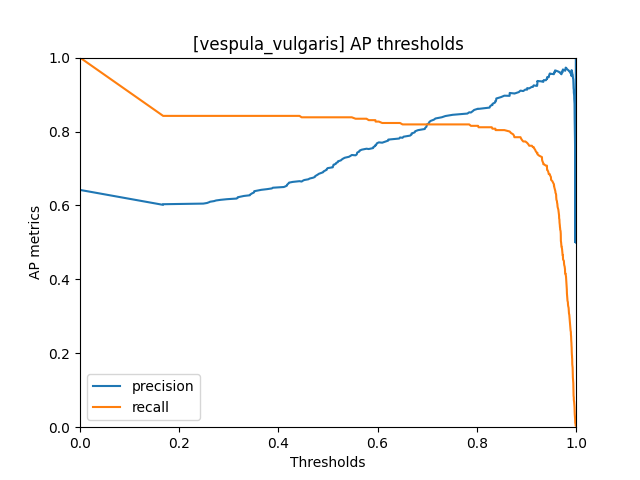 [vespula_vulgaris] AP thresholds
1.0
0.8
0.6
0.4
0.2
0.0
AP metrics
precision
recall
0.0 0.2 0.4 0.6 0.8 1.0
Thresholds